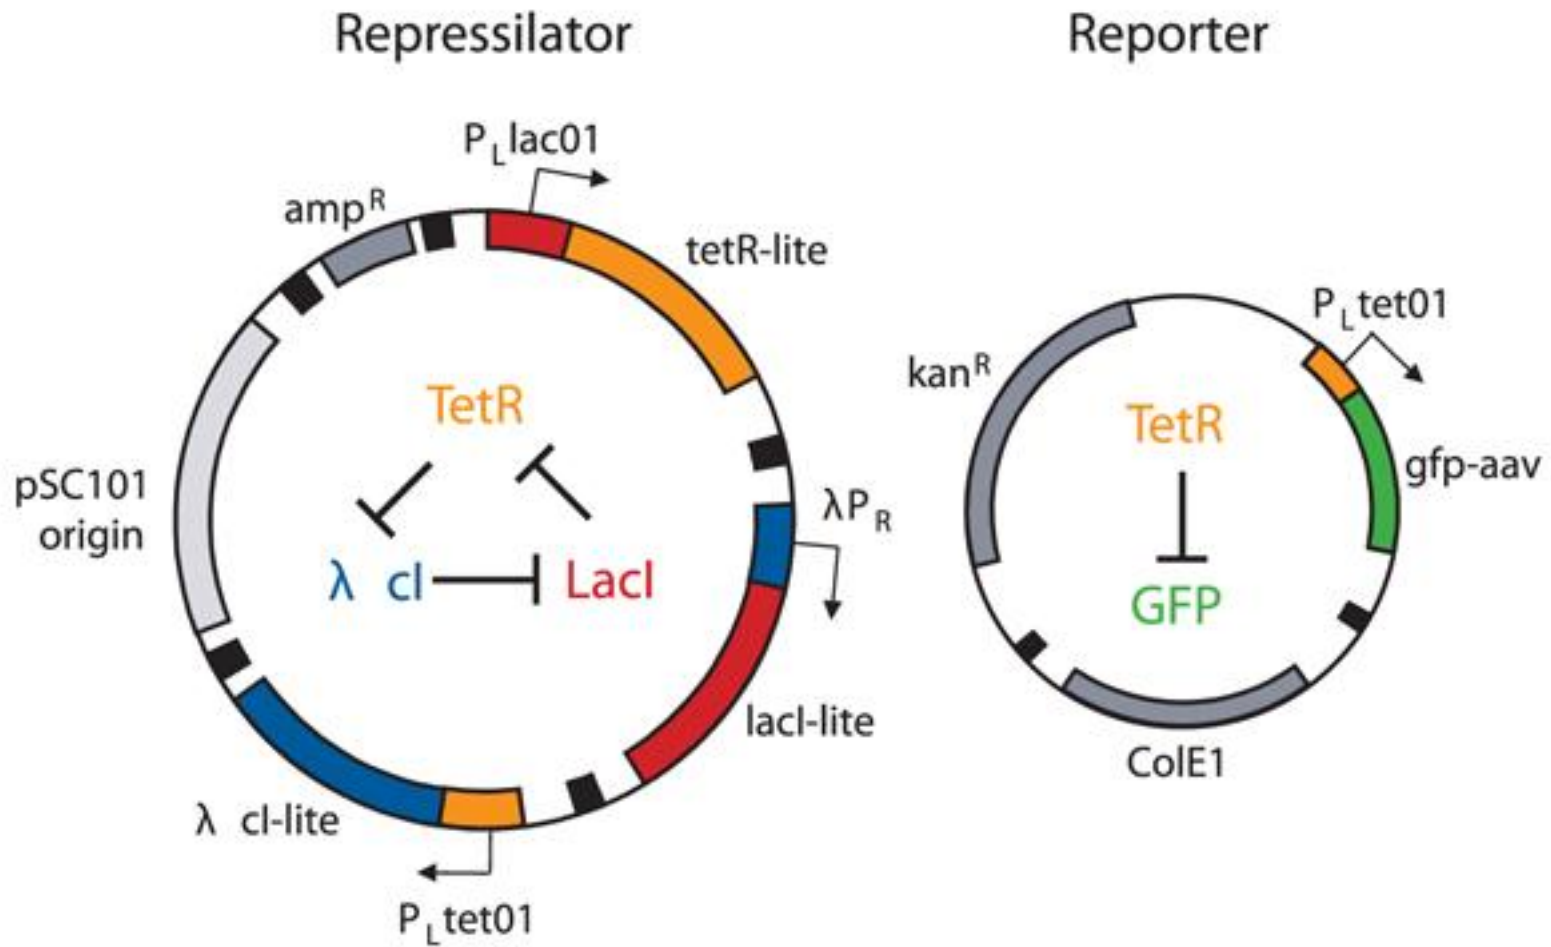 Repressilator
Reporter
PLlac01
ampR
tetR-lite
PLtet01
kanR
TetR
TetR
gfp-aav
pSC101
origin
λPR
λ cI
LacI
GFP
lacI-lite
ColE1
λ cI-lite
PLtet01